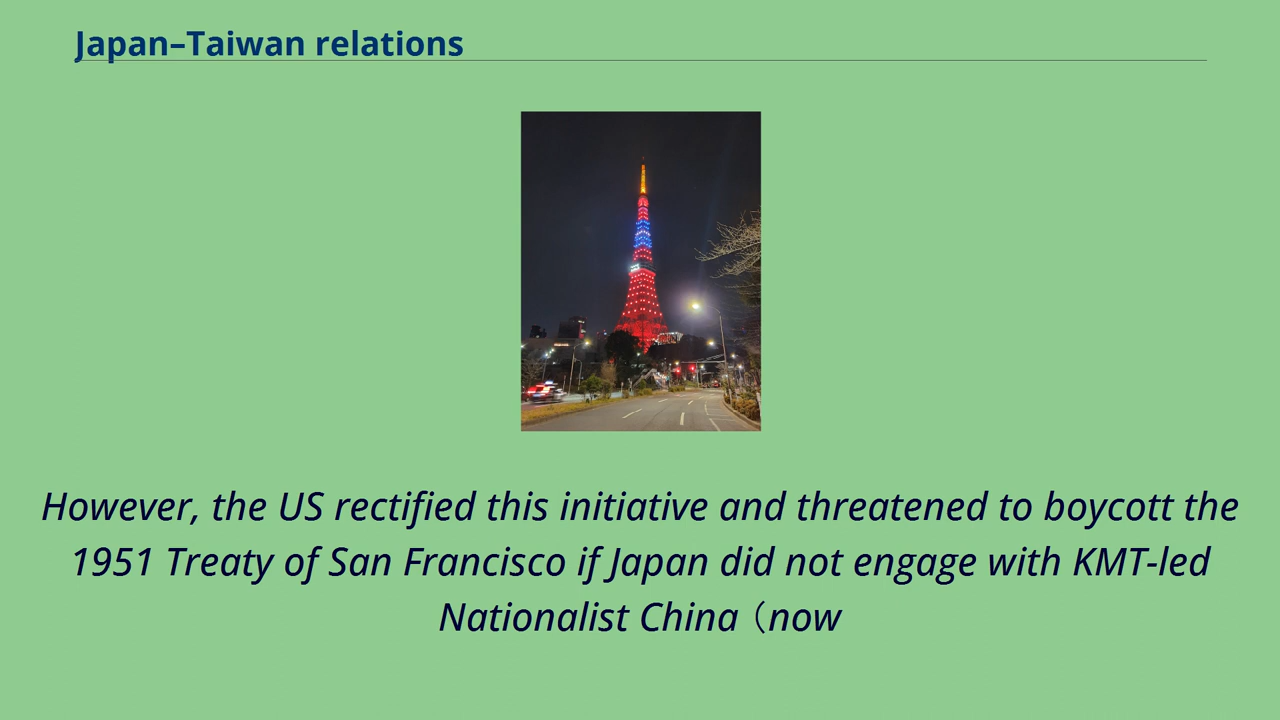 Japan–Taiwan relations
However, the US rectified this initiative and threatened to boycott the
1951 Treaty of San Francisco if Japan did not engage with KMT-led
Nationalist China（now